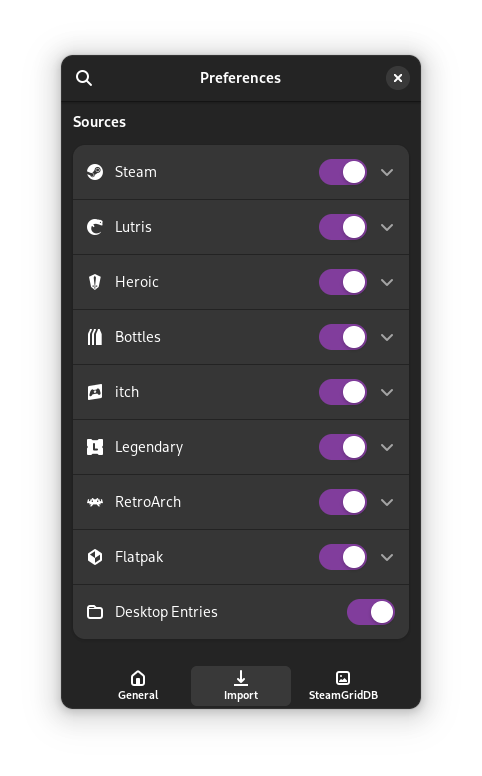 Preferences
Sources
Steam
Lutris
Heroic
Bottles
itch
Legendary
RetroArch
Flatpak
Desktop Entries
General
Import
SteamGridDB